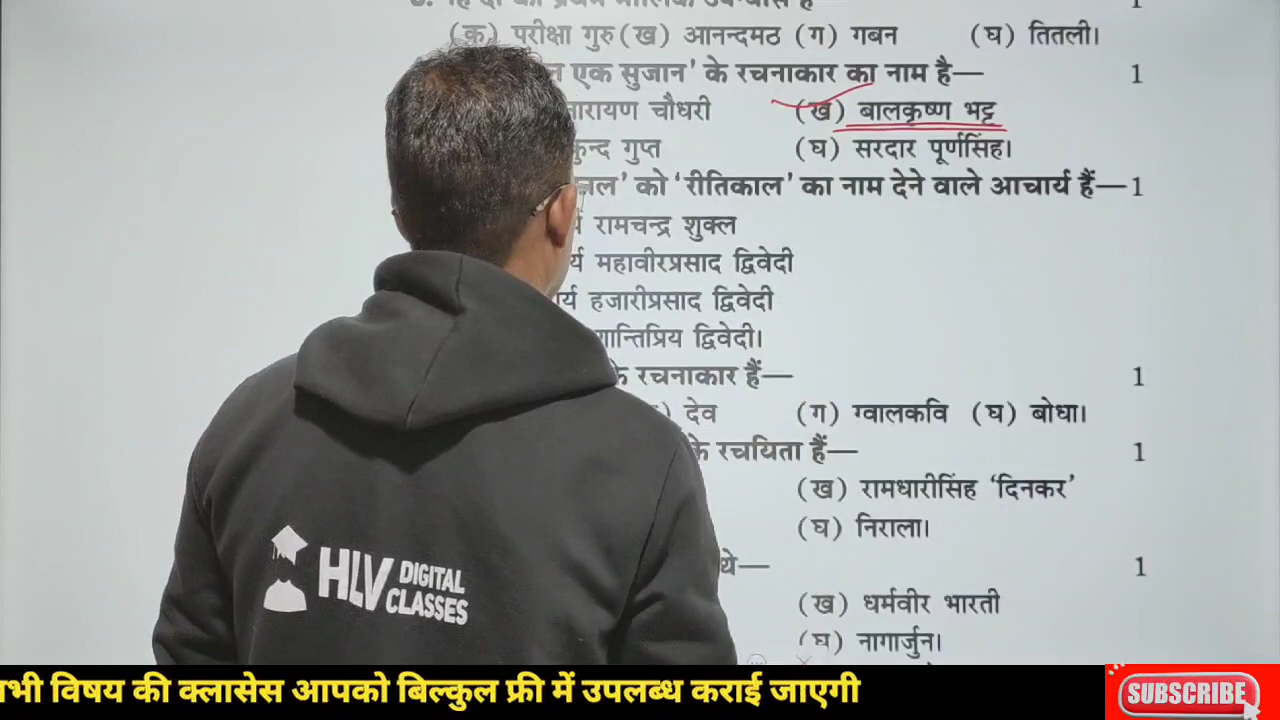 (क) परीक्षा गुरु (ख) आनन्दमठ (ग) गबन (घ) तितली।
एक सुजान' के रचनाकार का नाम है— 1
चौधरी (ख) बालकृष्ण भट्ट
गुप्त (घ) सरदार पूर्णसिंह।
को 'रीतिकाल' का नाम देने वाले आचार्य हैं— 1
रामचन्द्र शुक्ल
महावीरप्रसाद द्विवेदी
हजारीप्रसाद द्विवेदी
द्विवेदी।
के रचनाकार हैं— 1
देव (ग) ग्वालकवि (घ) बोधा।
के रचयिता हैं— 1
(ख) रामधारीसिंह 'दिनकर'
(घ) निराला।
थे— 1
(ख) धर्मवीर भारती
(घ) नागार्जुन।
HLV DIGITAL
CLASSES
विषय की क्लासेस आपको बिल्कुल फ्री में उपलब्ध कराई जाएगी
SUBSCRIBE